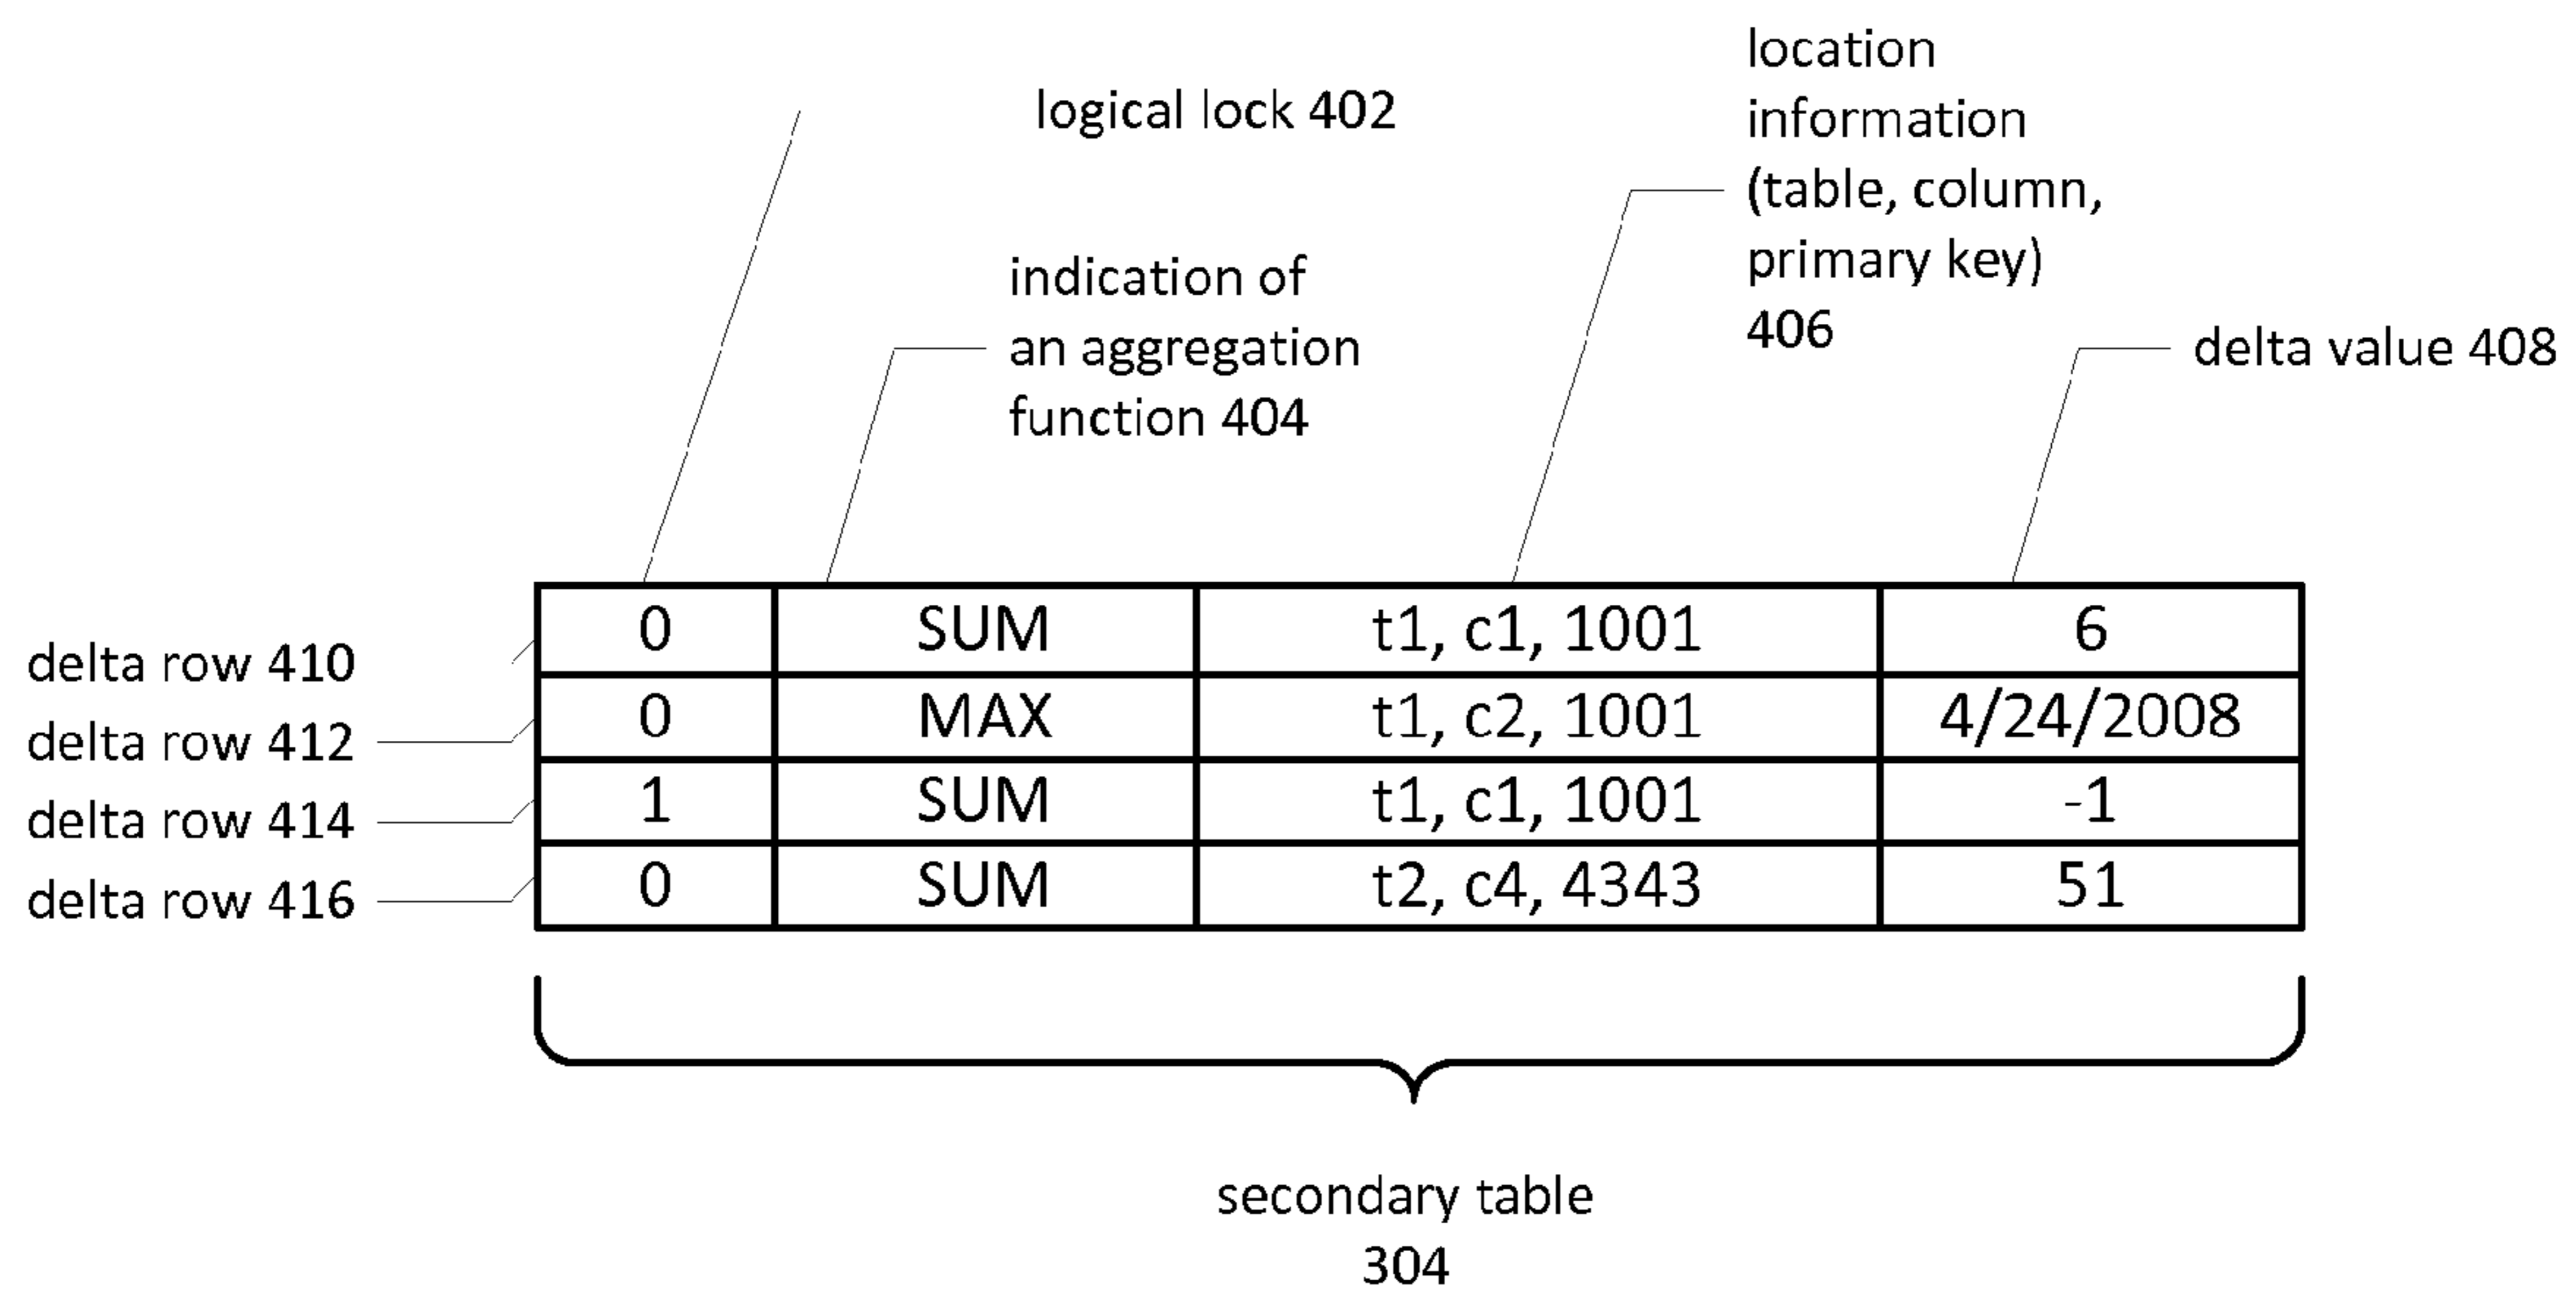 location
information
(table, column,
primary key)
406
logical lock 402
indication of
an aggregation
function 404
delta value 408
delta row 410
delta row 412
delta row 414
delta row 416
0 SUM t1, c1, 1001 6
0 MAX t1, c2, 1001 4/24/2008
1 SUM t1, c1, 1001 -1
0 SUM t2, c4, 4343 51
secondary table
304